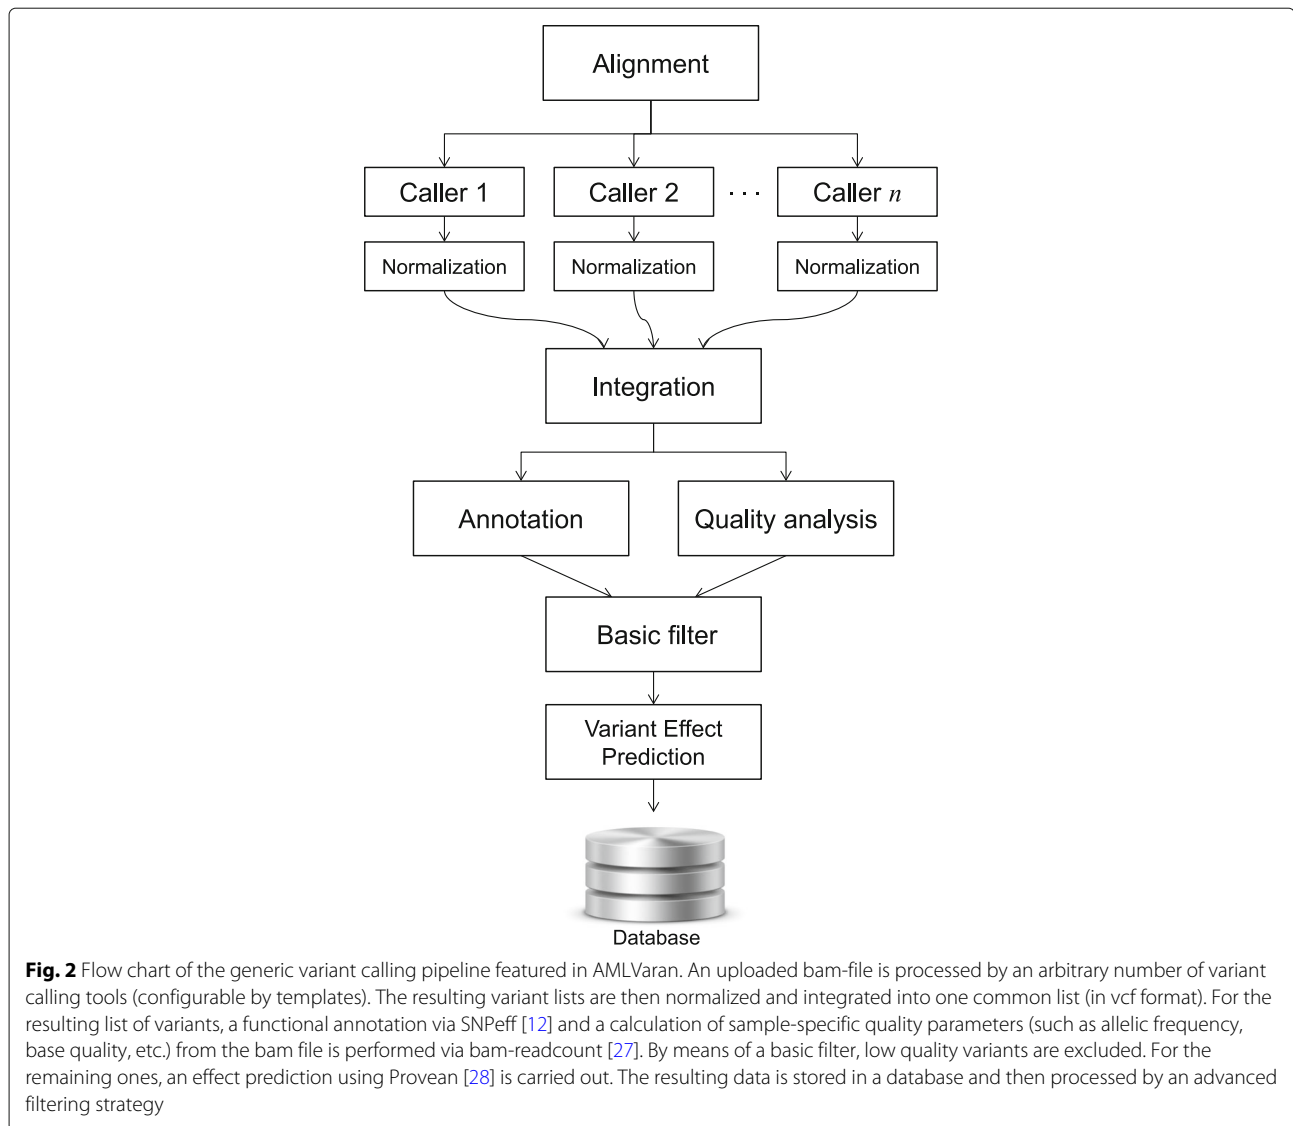 Alignment
Caller 1
Caller 2
. . .
Caller n
Normalization
Normalization
Normalization
Integration
Annotation
Quality analysis
Basic filter
Variant Effect
Prediction
Database
Fig. 2 Flow chart of the generic variant calling pipeline featured in AMLVaran. An uploaded bam-file is processed by an arbitrary number of variant
calling tools (configurable by templates). The resulting variant lists are then normalized and integrated into one common list (in vcf format). For the
resulting list of variants, a functional annotation via SNPeff [12] and a calculation of sample-specific quality parameters (such as allelic frequency,
base quality, etc.) from the bam file is performed via bam-readcount [27]. By means of a basic filter, low quality variants are excluded. For the
remaining ones, an effect prediction using Provean [28] is carried out. The resulting data is stored in a database and then processed by an advanced
filtering strategy